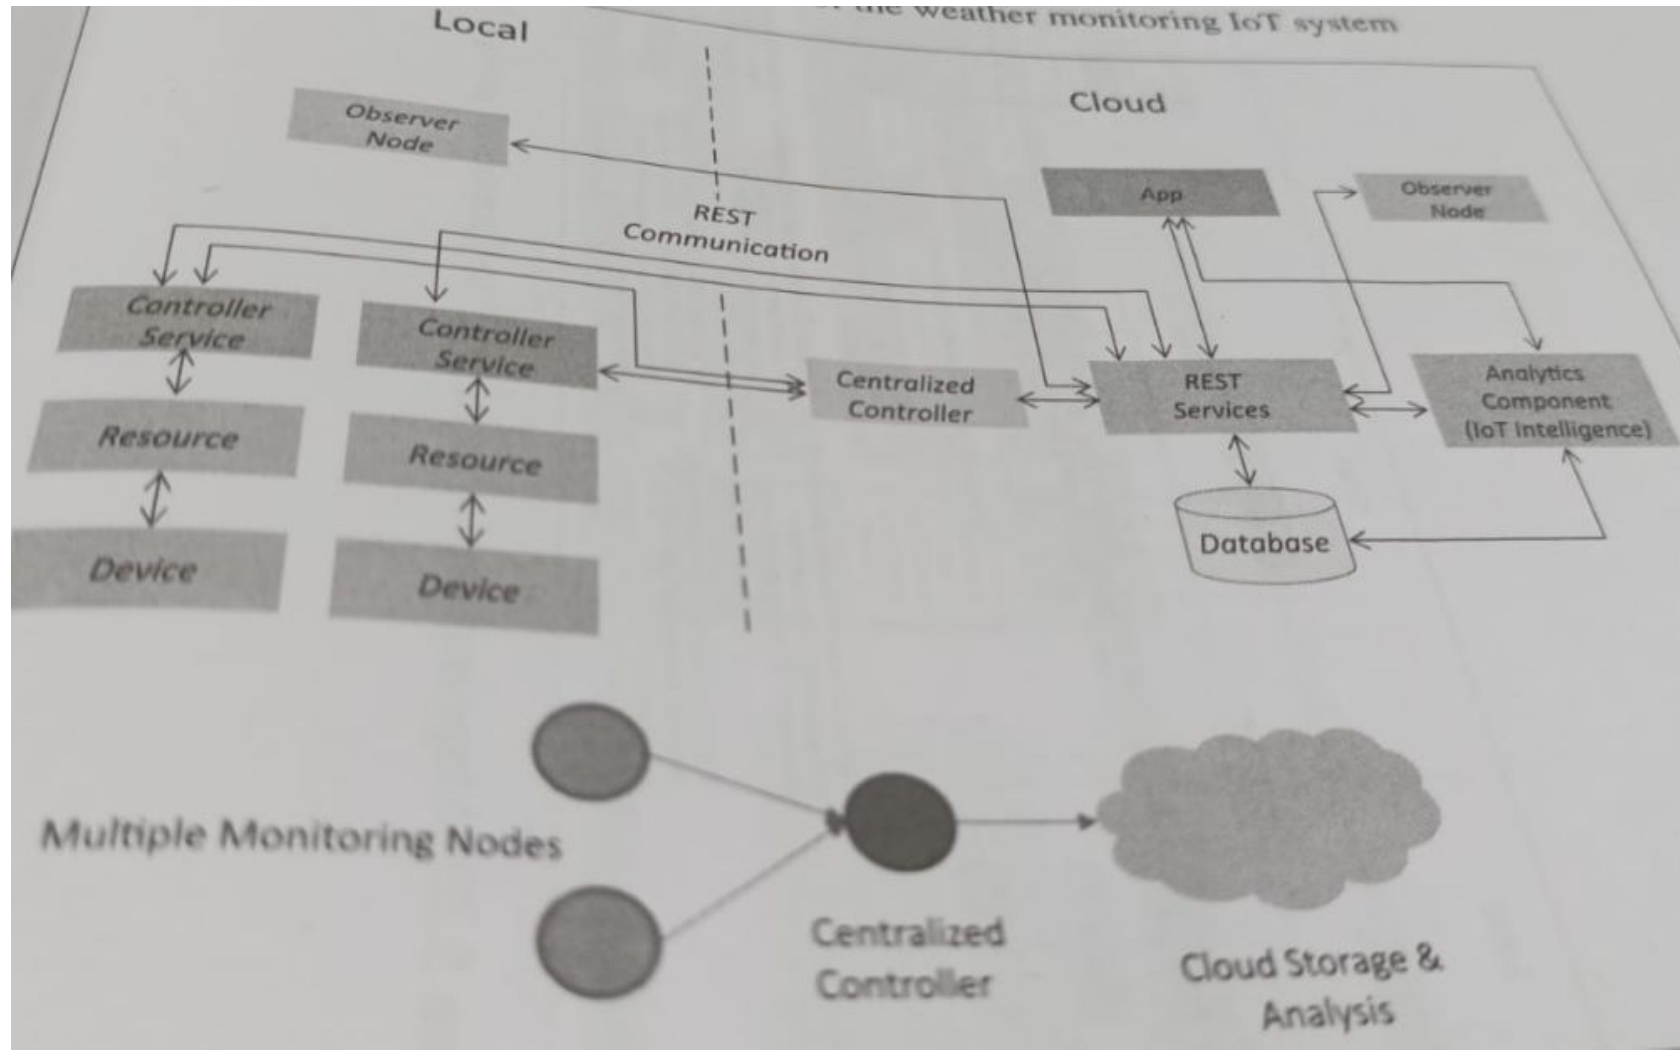 the weather monitoring IoT system
Local
Cloud
Observer
Node
App
Observer
Node
REST
Communication
Controller
Service
Controller
Service
Centralized
Controller
REST
Services
Analytics
Component
(IoT Intelligence)
Resource
Resource
Database
Device
Device
Multiple Monitoring Nodes
Centralized
Controller
Cloud Storage &
Analysis